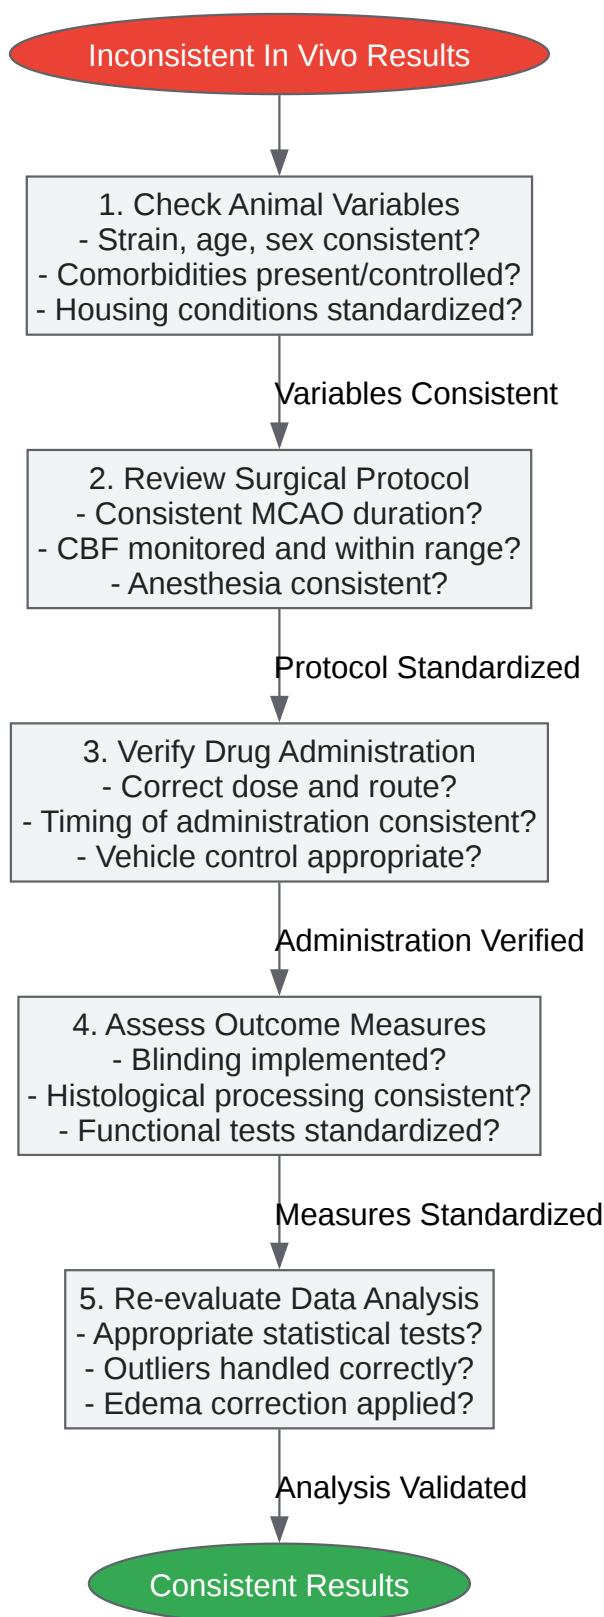 Inconsistent In Vivo Results
1. Check Animal Variables
- Strain, age, sex consistent?
- Comorbidities present/controlled?
- Housing conditions standardized?
Variables Consistent
2. Review Surgical Protocol
- Consistent MCAO duration?
- CBF monitored and within range?
- Anesthesia consistent?
Protocol Standardized
3. Verify Drug Administration
- Correct dose and route?
- Timing of administration consistent?
- Vehicle control appropriate?
Administration Verified
4. Assess Outcome Measures
- Blinding implemented?
- Histological processing consistent?
- Functional tests standardized?
Measures Standardized
5. Re-evaluate Data Analysis
- Appropriate statistical tests?
- Outliers handled correctly?
- Edema correction applied?
Analysis Validated
Consistent Results